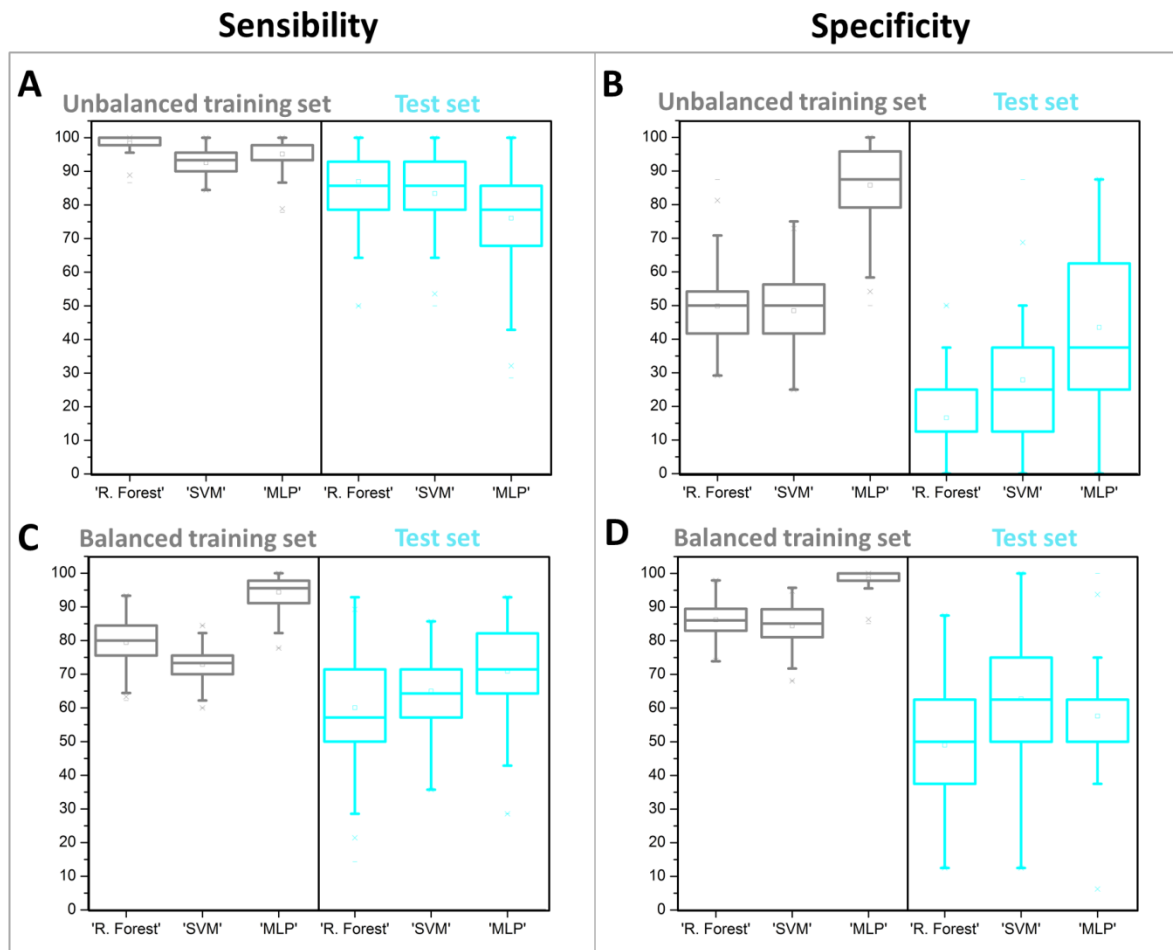 Sensibility
Specificity
A
Unbalanced training set
Test set
100
90
80
70
60
50
40
30
20
10
0
'R. Forest'
'SVM'
'MLP'
'R. Forest'
'SVM'
'MLP'
B
Unbalanced training set
Test set
100
90
80
70
60
50
40
30
20
10
0
'R. Forest'
'SVM'
'MLP'
'R. Forest'
'SVM'
'MLP'
C
Balanced training set
Test set
100
90
80
70
60
50
40
30
20
10
0
'R. Forest'
'SVM'
'MLP'
'R. Forest'
'SVM'
'MLP'
D
Balanced training set
Test set
100
90
80
70
60
50
40
30
20
10
0
'R. Forest'
'SVM'
'MLP'
'R. Forest'
'SVM'
'MLP'